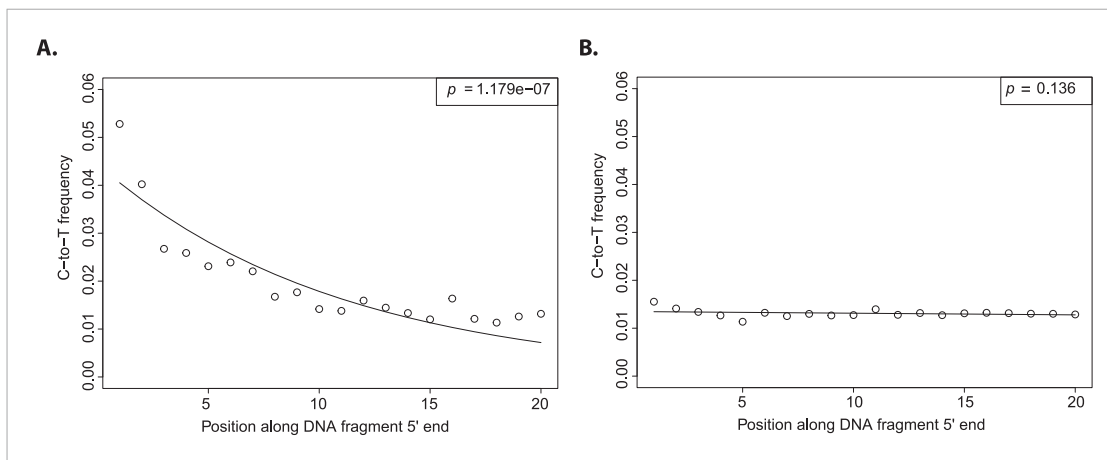 A.
p = 1.179e−07
0.06
0.05
0.04
0.03
0.02
0.01
0.00
C−to−T frequency
5
10
15
20
Position along DNA fragment 5' end
B.
p = 0.136
0.06
0.05
0.04
0.03
0.02
0.01
0.00
C−to−T frequency
5
10
15
20
Position along DNA fragment 5' end